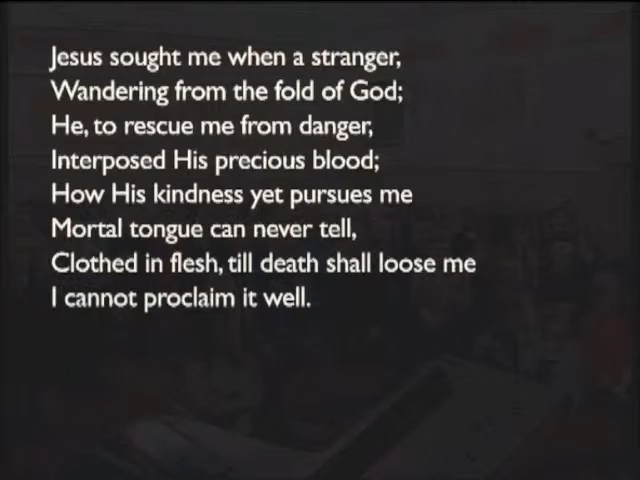 Jesus sought me when a stranger,
Wandering from the fold of God;
He, to rescue me from danger,
Interposed His precious blood;
How His kindness yet pursues me
Mortal tongue can never tell,
Clothed in flesh, till death shall loose me
I cannot proclaim it well.